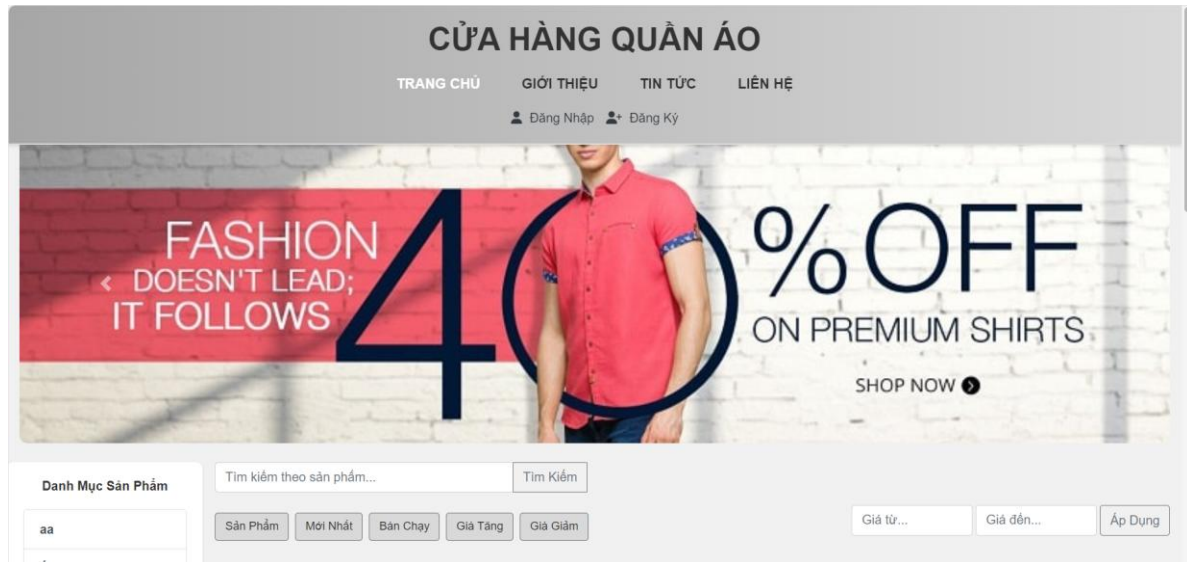 CỬA HÀNG QUẦN ÁO
TRANG CHỦ GIỚI THIỆU TIN TỨC LIÊN HỆ
Đăng Nhập Đăng Ký
FASHION
DOESN'T LEAD;
IT FOLLOWS
40% OFF
ON PREMIUM SHIRTS
SHOP NOW
Danh Mục Sản Phẩm
aa
Tìm kiếm theo sản phẩm... Tìm Kiếm
Sản Phẩm Mới Nhất Bán Chạy Giá Tăng Giá Giảm
Giá từ... Giá đến... Áp Dụng